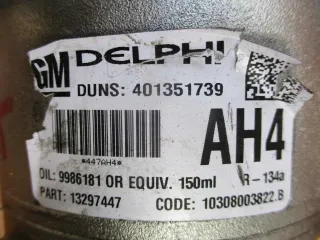 GM DELPHI
DUNS: 401351739
AH4
*447AH4*
OIL: 9986181 OR EQUIV. 150ml R-134a
PART: 13297447 CODE: 10308003822.B